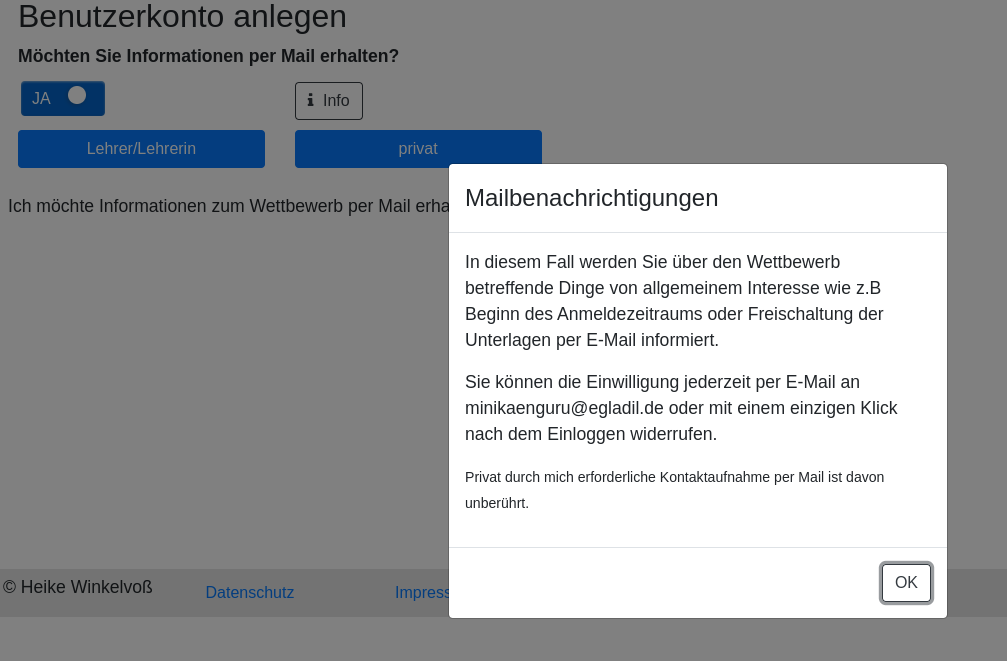 Benutzerkonto anlegen
Möchten Sie Informationen per Mail erhalten?
JA
Info
Lehrer/Lehrerin
privat
Ich möchte Informationen zum Wettbewerb per Mail erha
Mailbenachrichtigungen
In diesem Fall werden Sie über den Wettbewerb
betreffende Dinge von allgemeinem Interesse wie z.B
Beginn des Anmeldezeitraums oder Freischaltung der
Unterlagen per E-Mail informiert.
Sie können die Einwilligung jederzeit per E-Mail an
minikaenguru@egladil.de oder mit einem einzigen Klick
nach dem Einloggen widerrufen.
Privat durch mich erforderliche Kontaktaufnahme per Mail ist davon
unberührt.
OK
© Heike Winkelvoß
Datenschutz
Impress